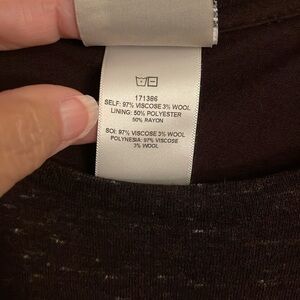 171386
SELF: 97% VISCOSE 3% WOOL
LINING: 50% POLYESTER
50% RAYON
SOI: 97% VISCOSE 3% WOOL
POLYNESIA: 97% VISCOSE
3% WOOL